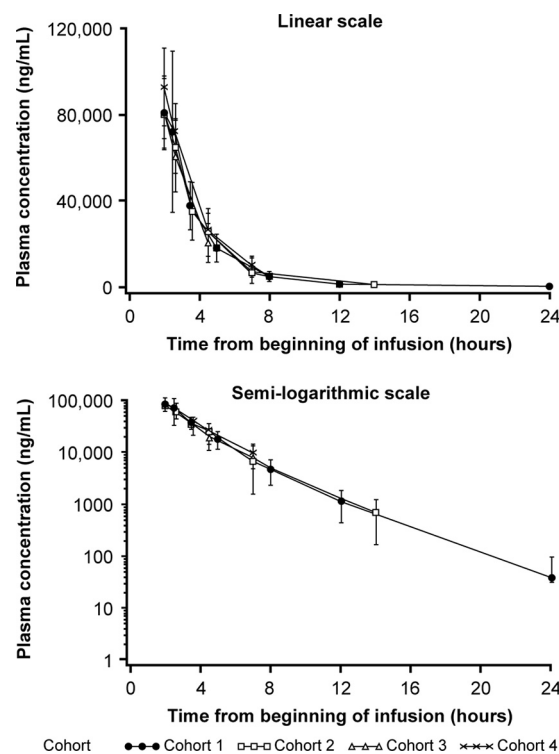 Linear scale
Plasma concentration (ng/mL)
120,000
80,000
40,000
0
0 4 8 12 16 20 24
Time from beginning of infusion (hours)
Semi-logarithmic scale
Plasma concentration (ng/mL)
100,000
10,000
1000
100
10
1
0 4 8 12 16 20 24
Time from beginning of infusion (hours)
Cohort Cohort 1 Cohort 2 Cohort 3 Cohort 4